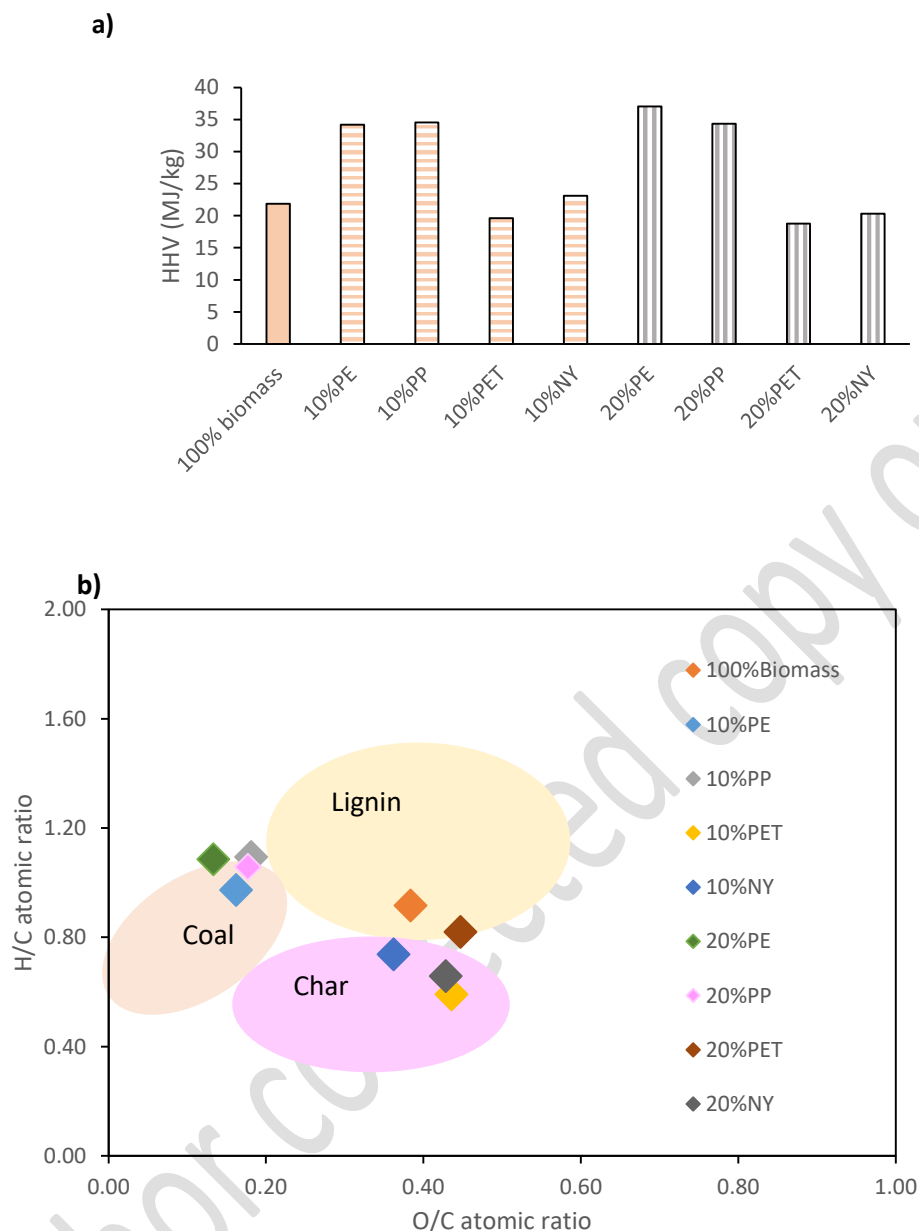 a)
HHV (MJ/kg)
40
35
30
25
20
15
10
5
0
100% biomass
10%PE
10%PP
10%PET
10%NY
20%PE
20%PP
20%PET
20%NY
b)
H/C atomic ratio
2.00
1.60
1.20
0.80
0.40
0.00
Lignin
Coal
Char
100%Biomass
10%PE
10%PP
10%PET
10%NY
20%PE
20%PP
20%PET
20%NY
0.00 0.20 0.40 0.60 0.80 1.00
O/C atomic ratio